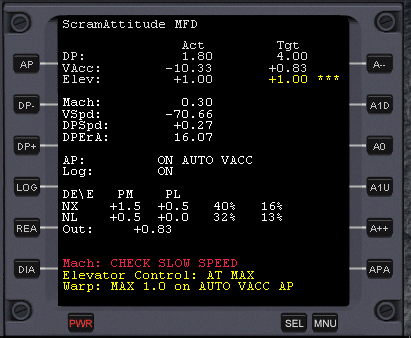 ScramAttitude MFD
Act Tgt
DP: 1.80 4.00
VAcc: -10.33 +0.83
Elev: +1.00 +1.00 ***
Mach: 0.30
VSpd: -70.66
DPSpd: +0.27
DPErA: 16.07
AP: ON AUTO VACC
Log: ON
DE\E PM PL
NX +1.5 +0.5 40% 16%
NL +0.5 +0.0 32% 13%
Out: +0.83
Mach: CHECK SLOW SPEED
Elevator Control: AT MAX
Warp: MAX 1.0 on AUTO VACC AP
AP
DP-
DP+
LOG
REA
DIA
A--
A1D
A0
A1U
A++
APA
PWR SEL MNU